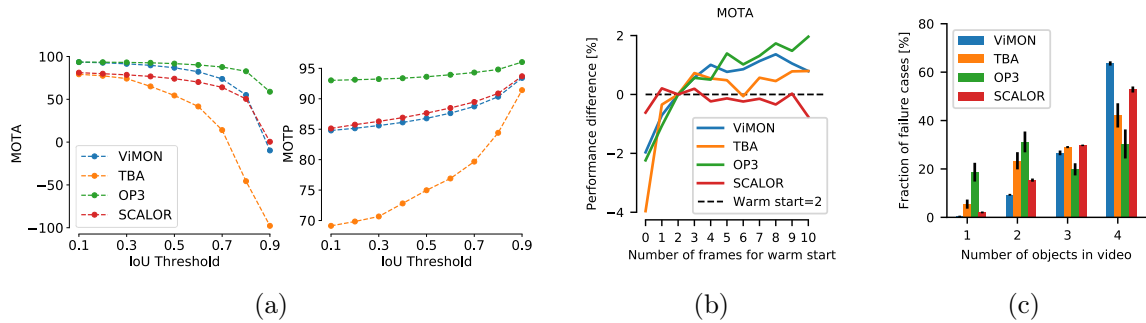 MOTA
100
50
0
−50
−100
0.1
0.3
0.5
0.7
0.9
IoU Threshold
ViMON
TBA
OP3
SCALOR
MOTP
95
90
85
80
75
70
0.1
0.3
0.5
0.7
0.9
IoU Threshold
(a)
MOTA
Performance difference [%]
2
0
−2
−4
0 1 2 3 4 5 6 7 8 9 10
Number of frames for warm start
ViMON
TBA
OP3
SCALOR
Warm start=2
(b)
Fraction of failure cases [%]
80
60
40
20
0
1 2 3 4
Number of objects in video
ViMON
TBA
OP3
SCALOR
(c)